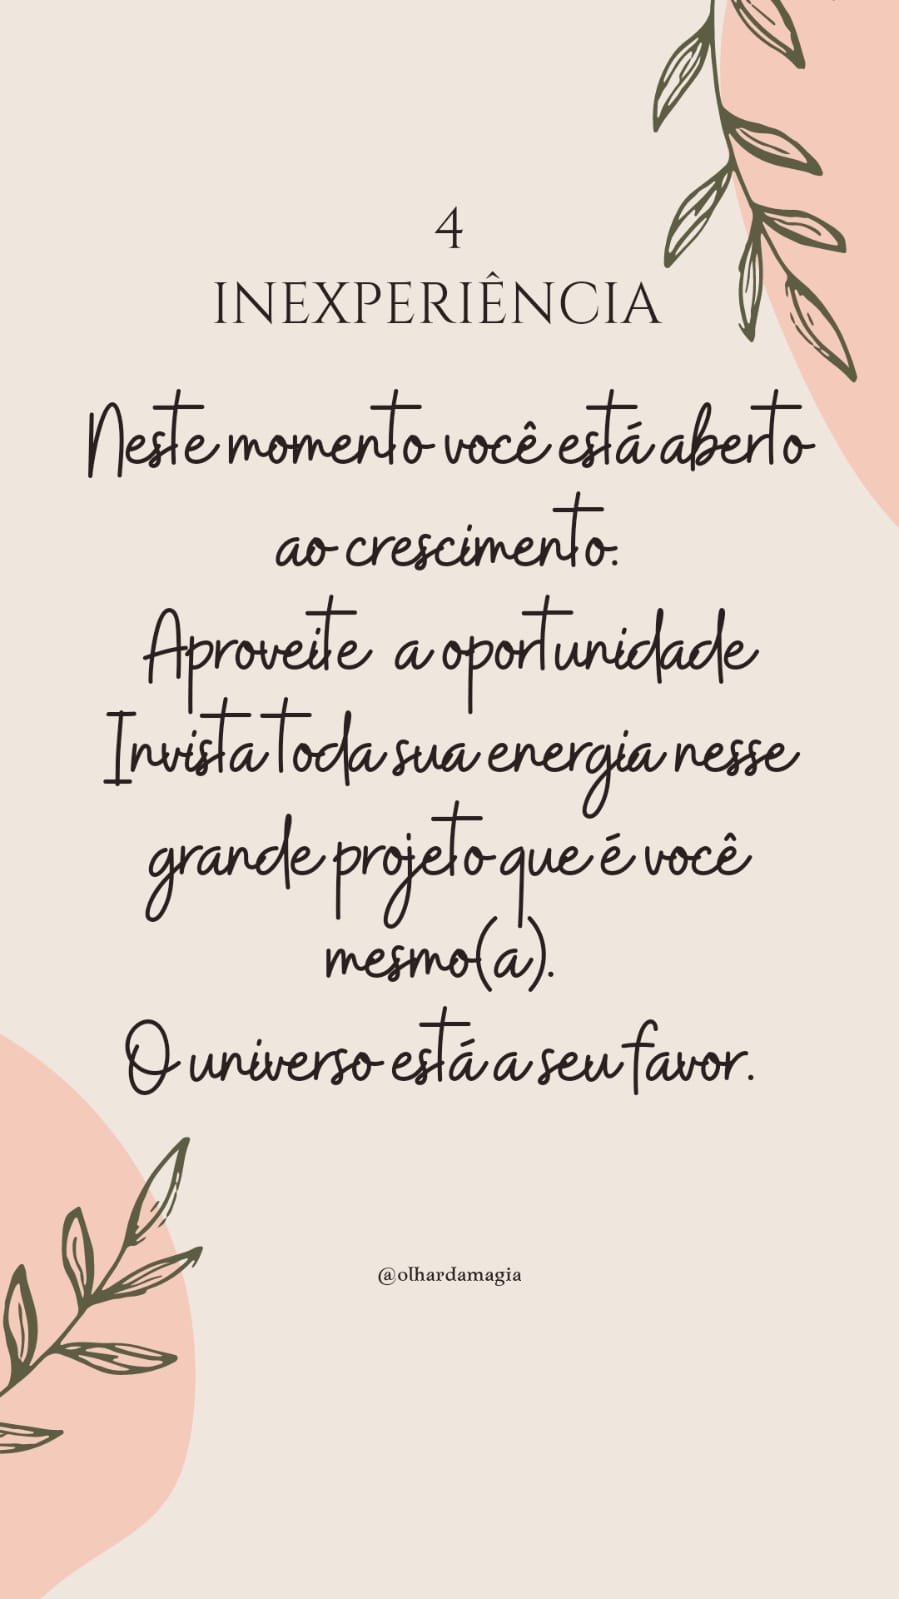 4
INEXPERIÊNCIA
Neste momento você está aberto
ao crescimento.
Aproveite a oportunidade
Invista toda sua energia nesse
grande projeto que é você
mesmo(a).
O universo está a seu favor.
@olhardamagia